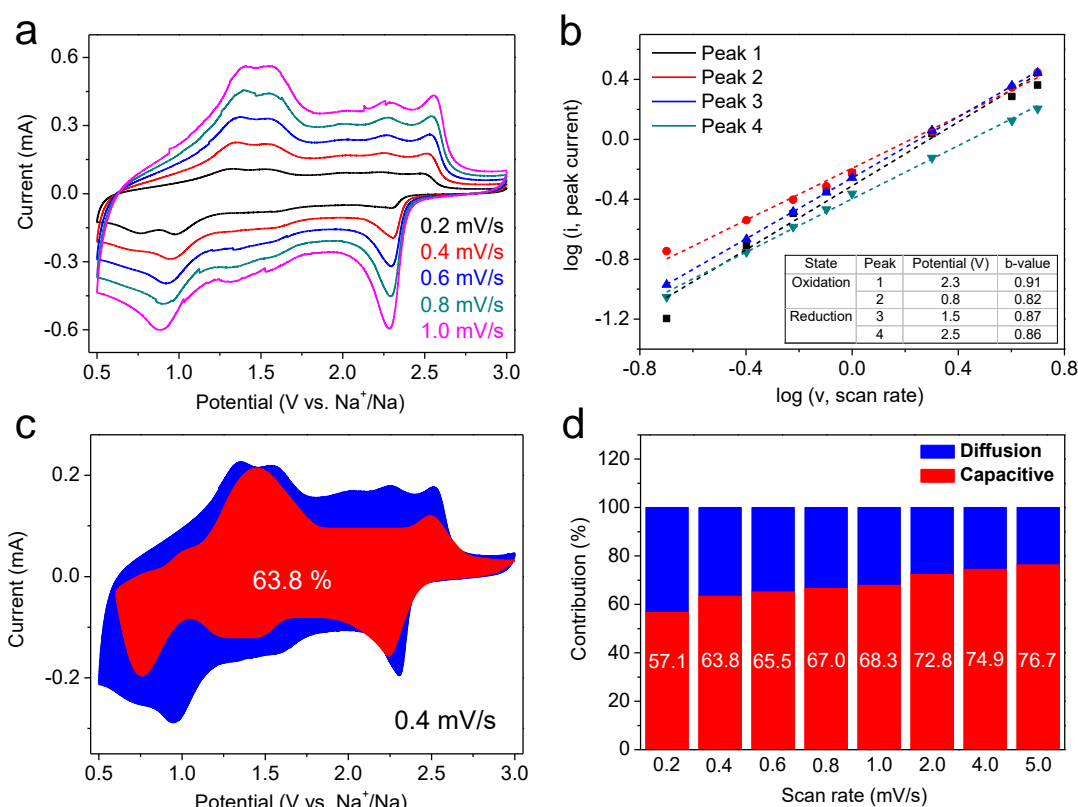 a
0.6
0.3
0.0
-0.3
-0.6
Current (mA)
0.2 mV/s
0.4 mV/s
0.6 mV/s
0.8 mV/s
1.0 mV/s
0.5 1.0 1.5 2.0 2.5 3.0
Potential (V vs. Na⁺/Na)
b
Peak 1
Peak 2
Peak 3
Peak 4
0.4
0.0
-0.4
-0.8
-1.2
log (i, peak current)
State Peak Potential (V) b-value
Oxidation 1 2.3 0.91
2 0.8 0.82
Reduction 3 1.5 0.87
4 2.5 0.86
-0.8 -0.4 0.0 0.4 0.8
log (v, scan rate)
c
0.2
0.0
-0.2
Current (mA)
63.8 %
0.4 mV/s
0.5 1.0 1.5 2.0 2.5 3.0
Potential (V vs. Na⁺/Na)
d
Diffusion
Capacitive
120
100
80
60
40
20
0
Contribution (%)
57.1 63.8 65.5 67.0 68.3 72.8 74.9 76.7
0.2 0.4 0.6 0.8 1.0 2.0 4.0 5.0
Scan rate (mV/s)